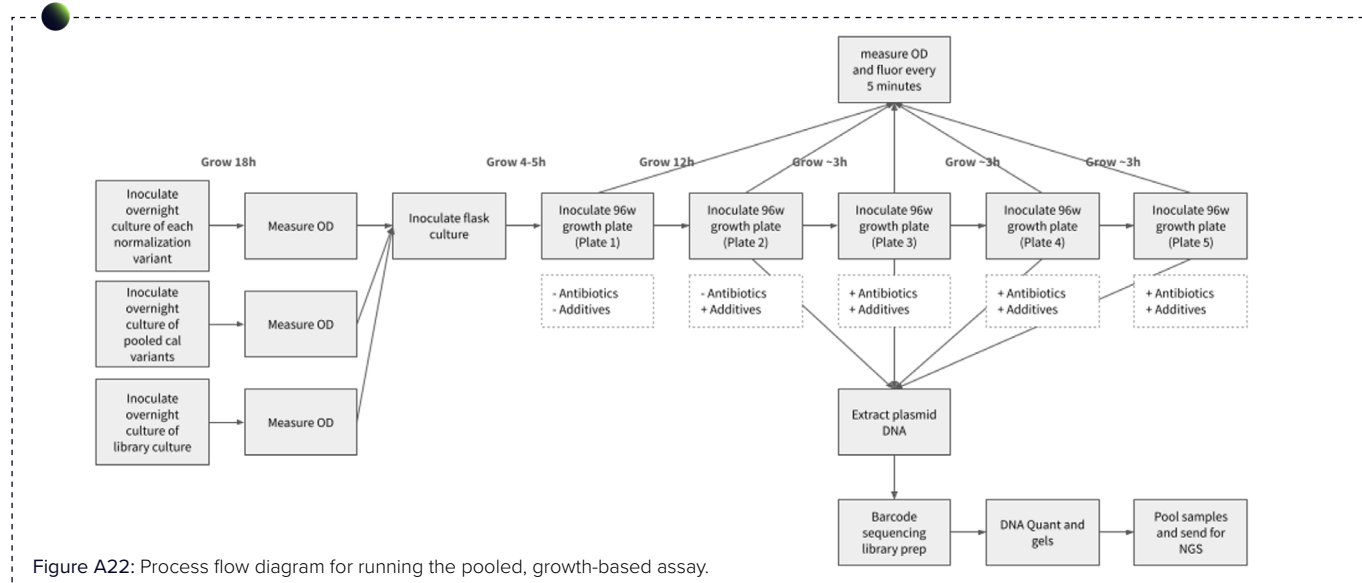 measure OD
and fluor every
5 minutes
Grow 18h
Grow 4-5h
Grow 12h
Grow ~3h
Grow ~3h
Grow ~3h
Inoculate
overnight
culture of each
normalization
variant
Measure OD
Inoculate flask
culture
Inoculate 96w
growth plate
(Plate 1)
Inoculate 96w
growth plate
(Plate 2)
Inoculate 96w
growth plate
(Plate 3)
Inoculate 96w
growth plate
(Plate 4)
Inoculate 96w
growth plate
(Plate 5)
Inoculate
overnight
culture of
pooled cal
variants
Measure OD
- Antibiotics
- Additives
- Antibiotics
+ Additives
+ Antibiotics
+ Additives
+ Antibiotics
+ Additives
+ Antibiotics
+ Additives
Inoculate
overnight
culture of
library culture
Measure OD
Extract plasmid
DNA
Barcode
sequencing
library prep
DNA Quant and
gels
Pool samples
and send for
NGS
Figure A22: Process flow diagram for running the pooled, growth-based assay.